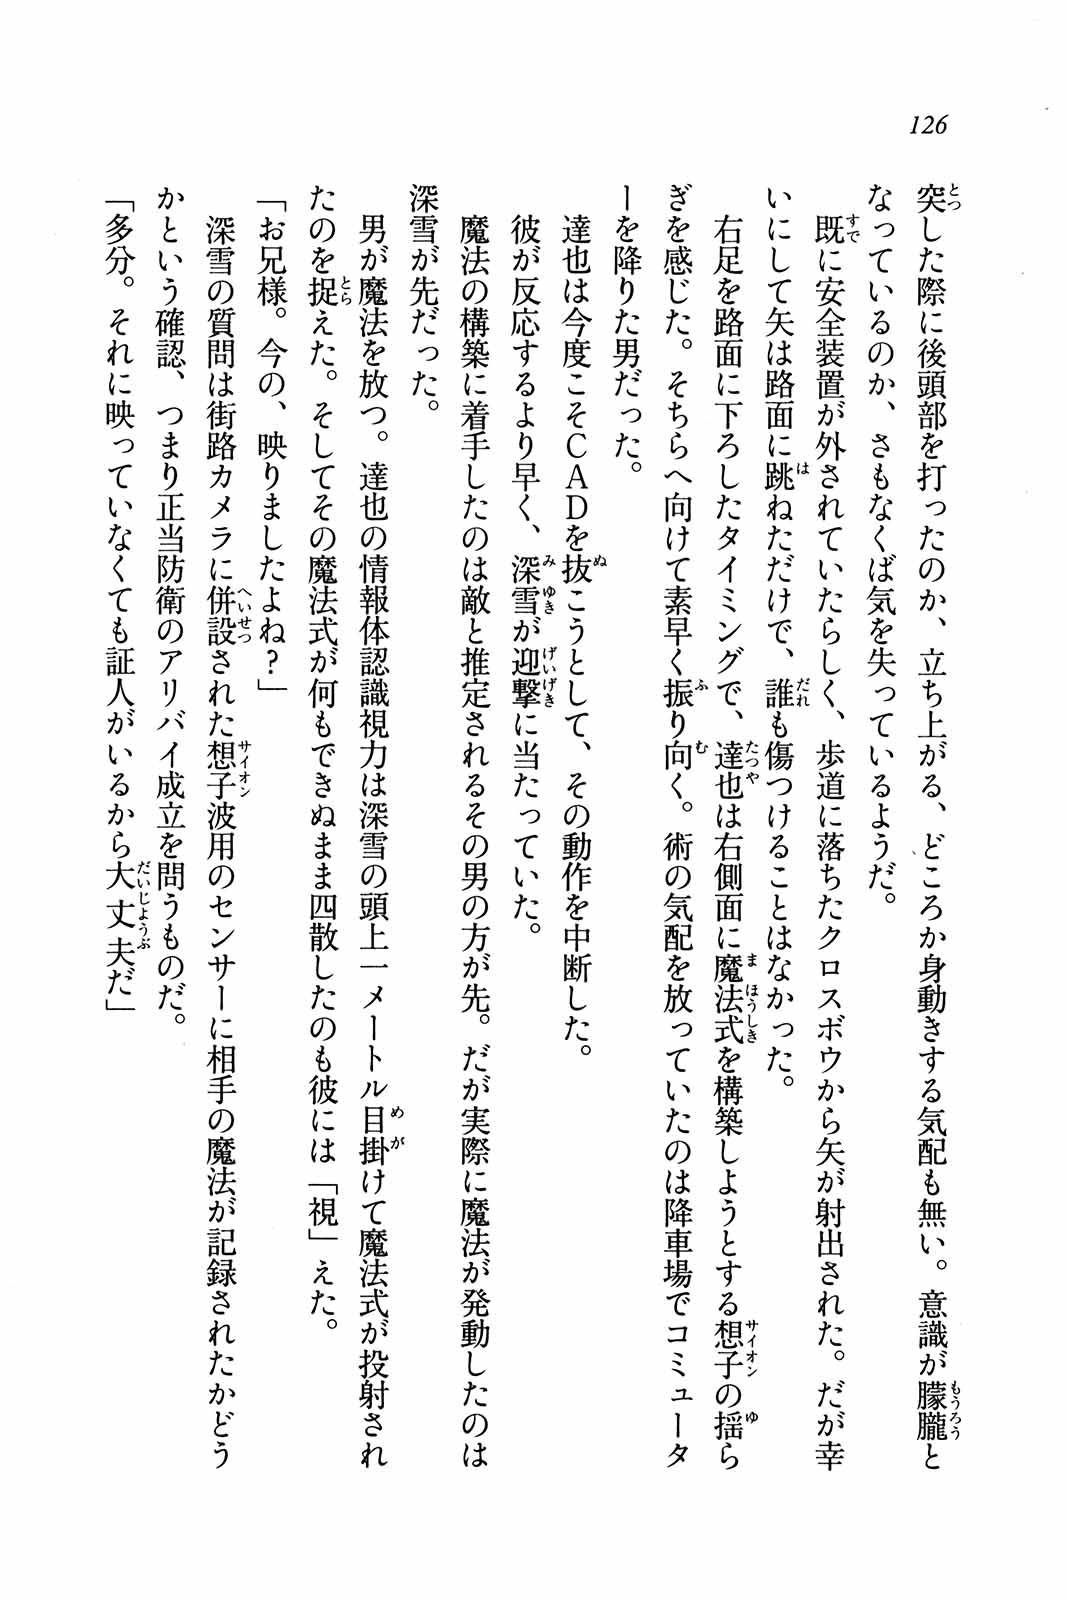 126
突した際に後頭部を打ったのか、立ち上がる、どころか身動きする気配も無い。意識が朦朧と
なっているのか、さもなくば気を失っているようだ。
既に安全装置が外されていたらしく、歩道に落ちたクロスボウから矢が射出された。だが幸
いにして矢は路面に跳ねただけで、誰も傷つけることはなかった。
右足を路面に下ろしたタイミングで、達也は右側面に魔法式を構築しようとする想子の揺ら
ぎを感じた。そちらへ向けて素早く振り向く。術の気配を放っていたのは降車場でコミュータ
ーを降りた男だった。
達也は今度こそCADを抜こうとして、その動作を中断した。
彼が反応するより早く、深雪が迎撃に当たっていた。
魔法の構築に着手したのは敵と推定されるその男の方が先。だが実際に魔法が発動したのは
深雪が先だった。
男が魔法を放つ。達也の情報体認識視力は深雪の頭上一メートル目掛けて魔法式が投射され
たのを捉えた。そしてその魔法式が何もできぬまま四散したのも彼には「視」えた。
「お兄様。今の、映りましたよね？」
深雪の質問は街路カメラに併設された想子波用のセンサーに相手の魔法が記録されたかどう
かという確認、つまり正当防衛のアリバイ成立を問うものだ。
「多分。それに映っていなくても証人がいるから大丈夫だ」